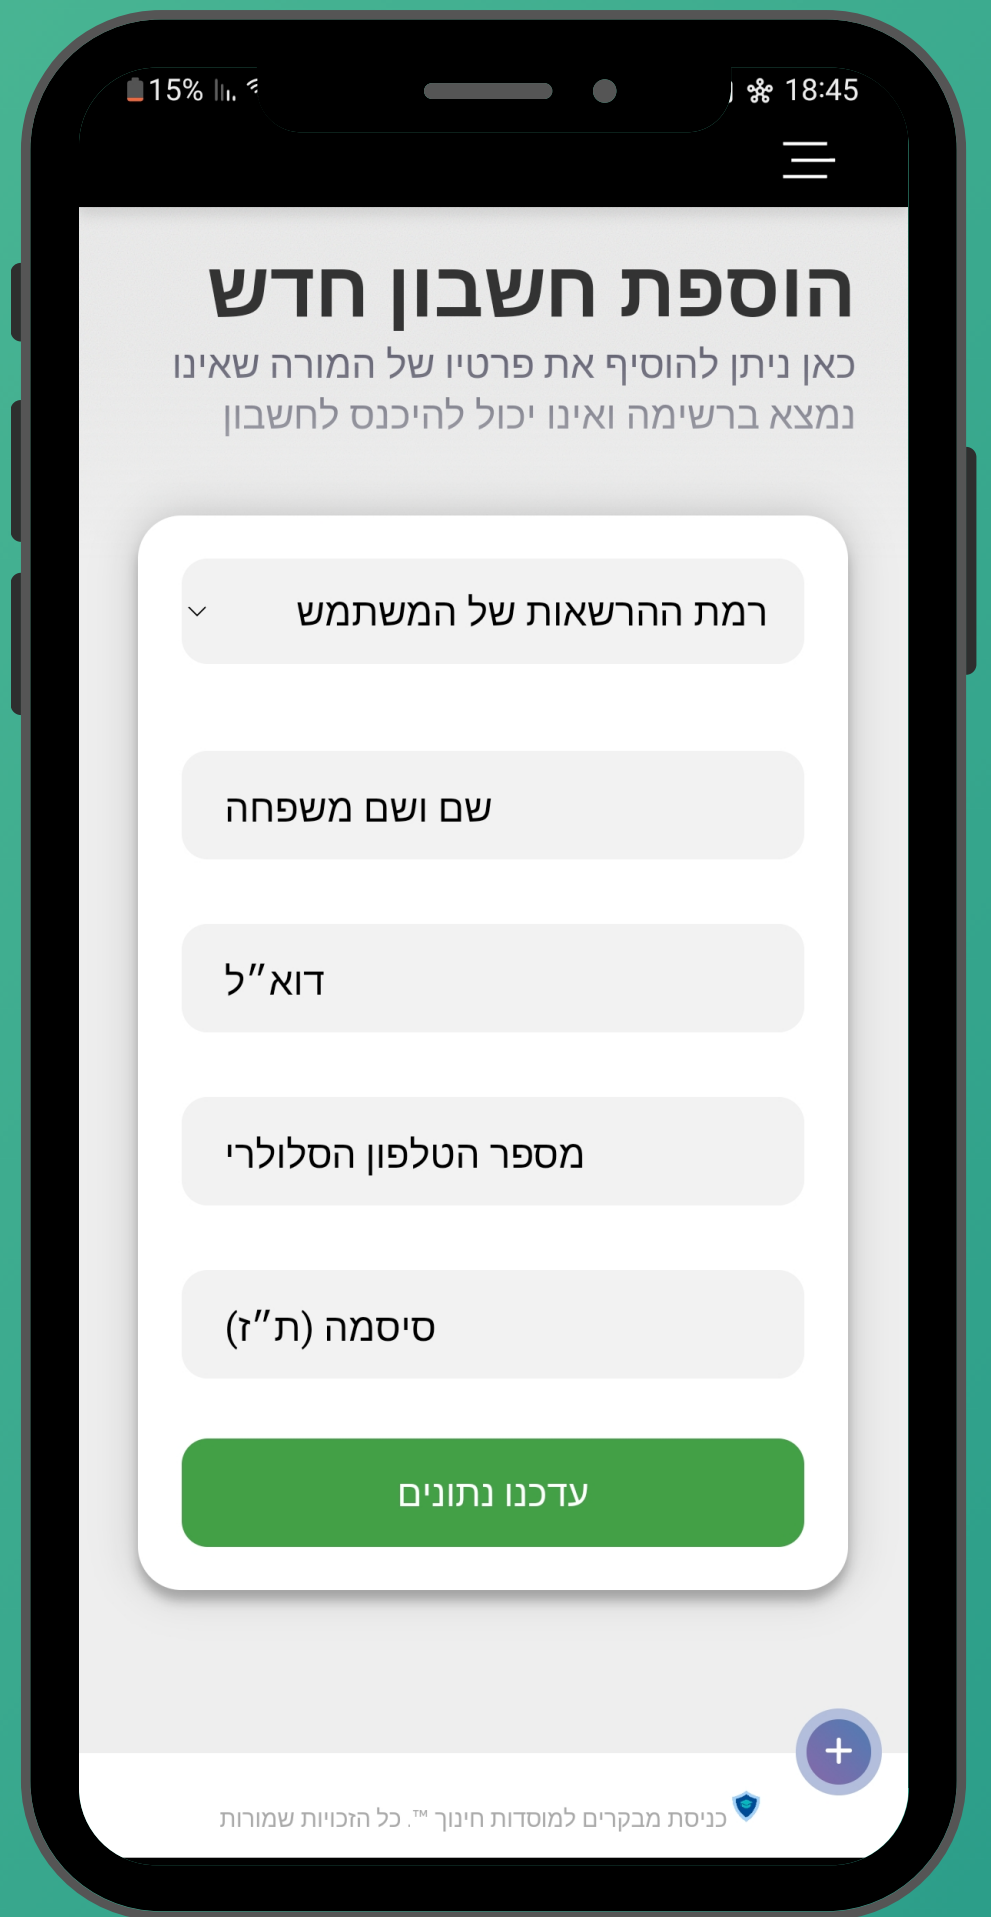 15%
18:45
הוספת חשבון חדש
כאן ניתן להוסיף את פרטיו של המורה שאינו
נמצא ברשימה ואינו יכול להיכנס לחשבון
רמת ההרשאות של המשתמש
שם ושם משפחה
דוא״ל
מספר הטלפון הסלולרי
סיסמה (ת״ז)
עדכנו נתונים
כניסת מבקרים למוסדות חינוך ™. כל הזכויות שמורות